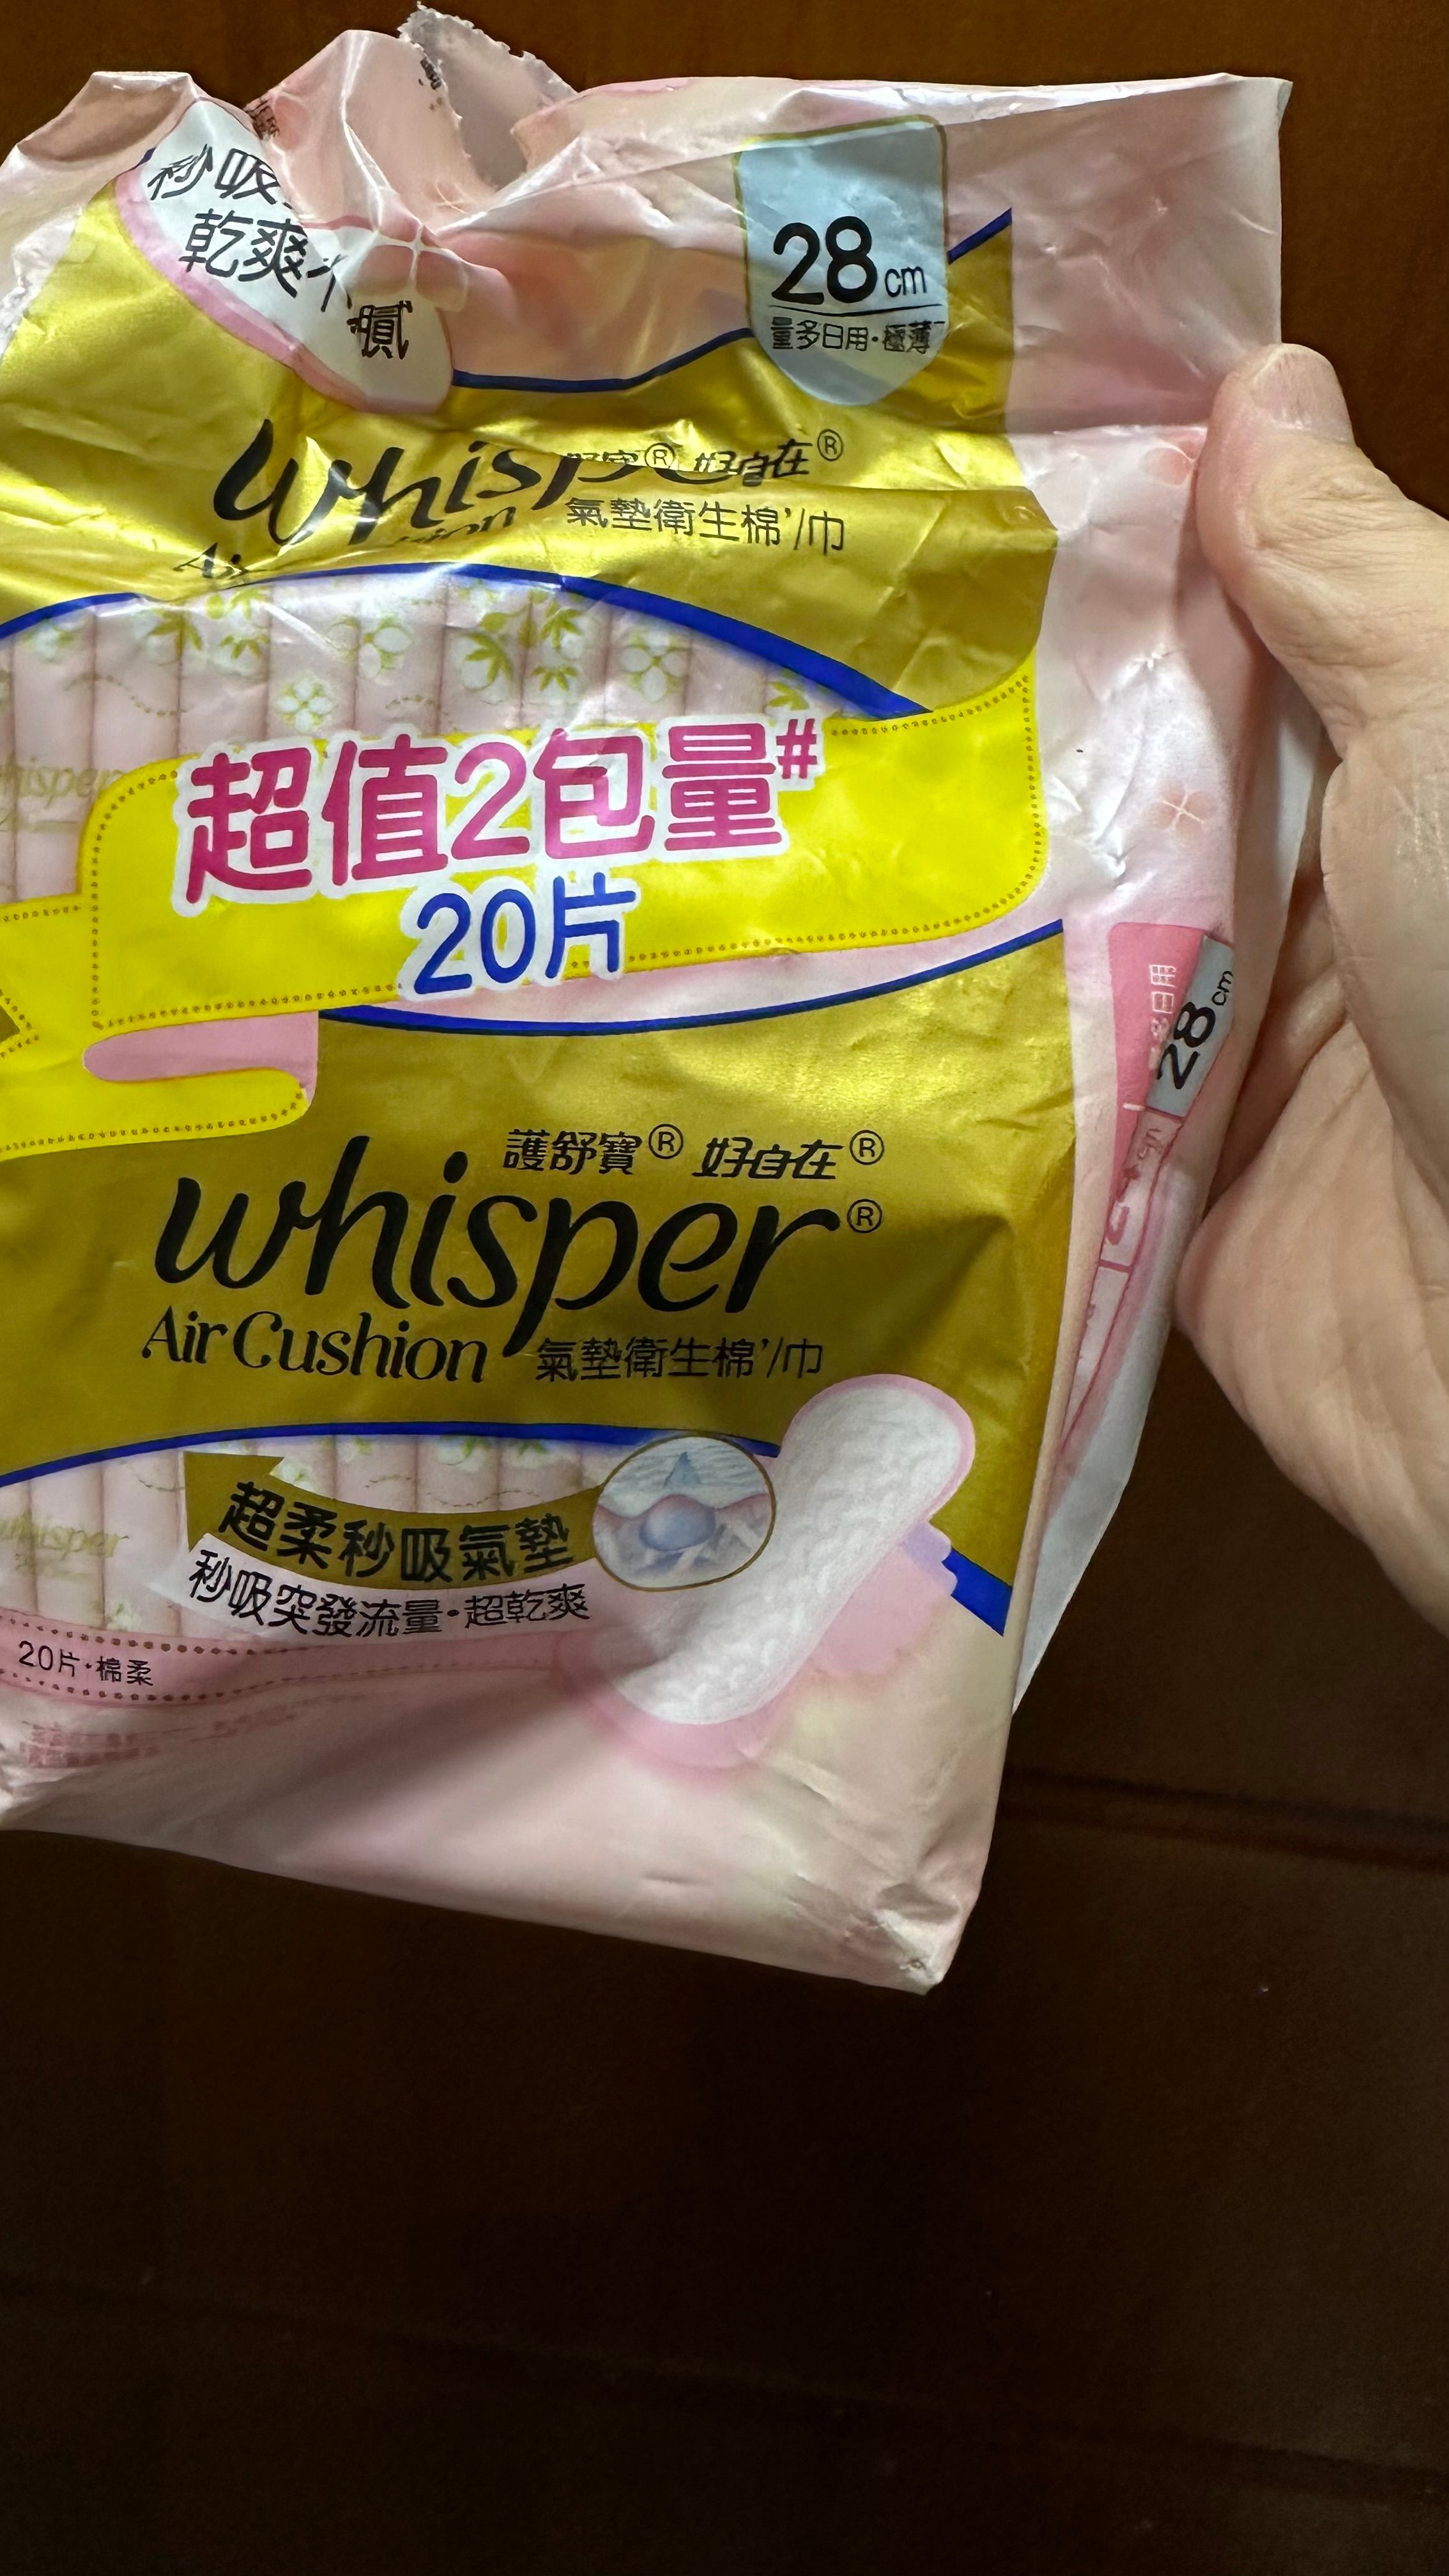 秒吸
乾爽不膩
28cm
量多日用·極薄
whisper
好自在®
氣墊衛生棉'/巾
whisper
超值2包量#
20片
28cm
護舒寶® 好自在®
whisper®
Air Cushion 氣墊衛生棉'/巾
超柔秒吸氣墊
秒吸突發流量·超乾爽
whisper
20片·棉柔